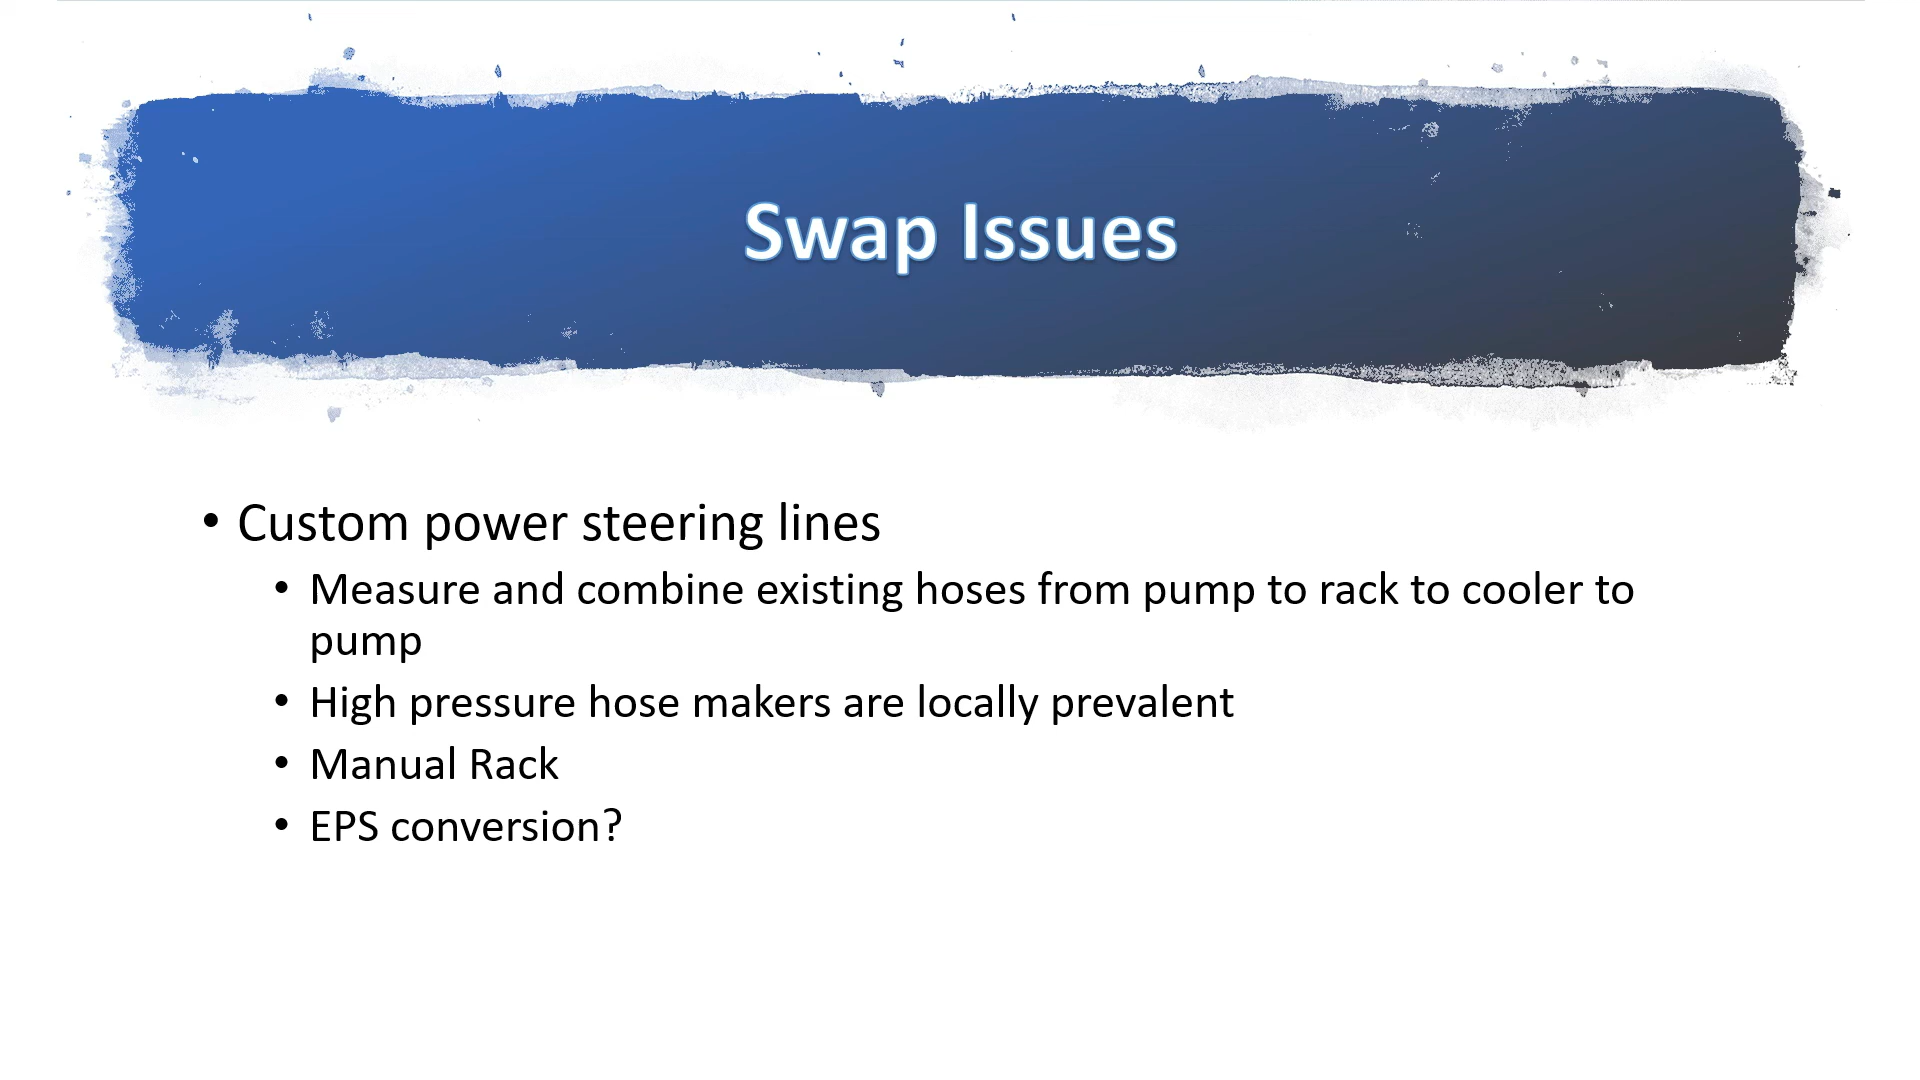 Swap Issues
• Custom power steering lines
• Measure and combine existing hoses from pump to rack to cooler to
pump
• High pressure hose makers are locally prevalent
• Manual Rack
• EPS conversion?